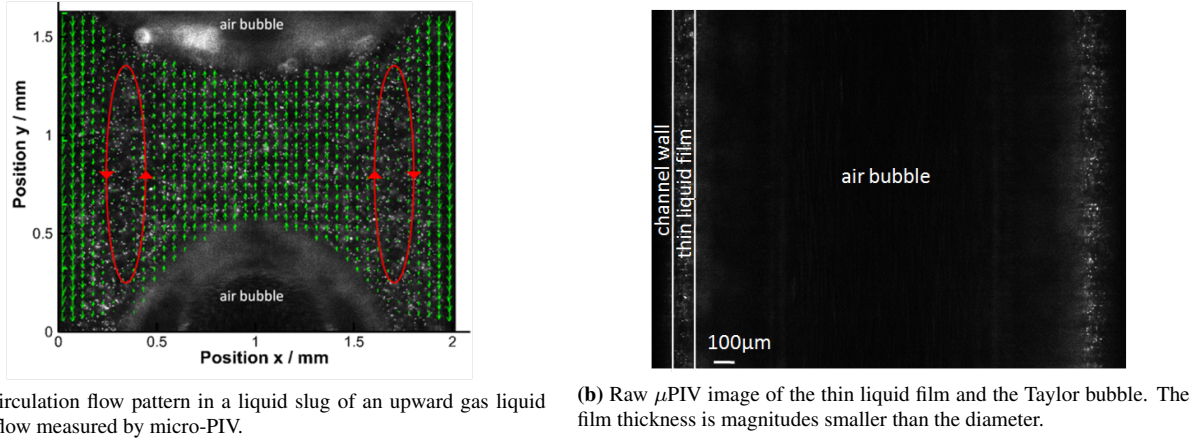 air bubble
1.5
1
0.5
0
Position y / mm
air bubble
0 0.5 1 1.5 2
Position x / mm
channel wall
thin liquid film
air bubble
100μm
irculation flow pattern in a liquid slug of an upward gas liquid
flow measured by micro-PIV.
(b) Raw μPIV image of the thin liquid film and the Taylor bubble. The
film thickness is magnitudes smaller than the diameter.